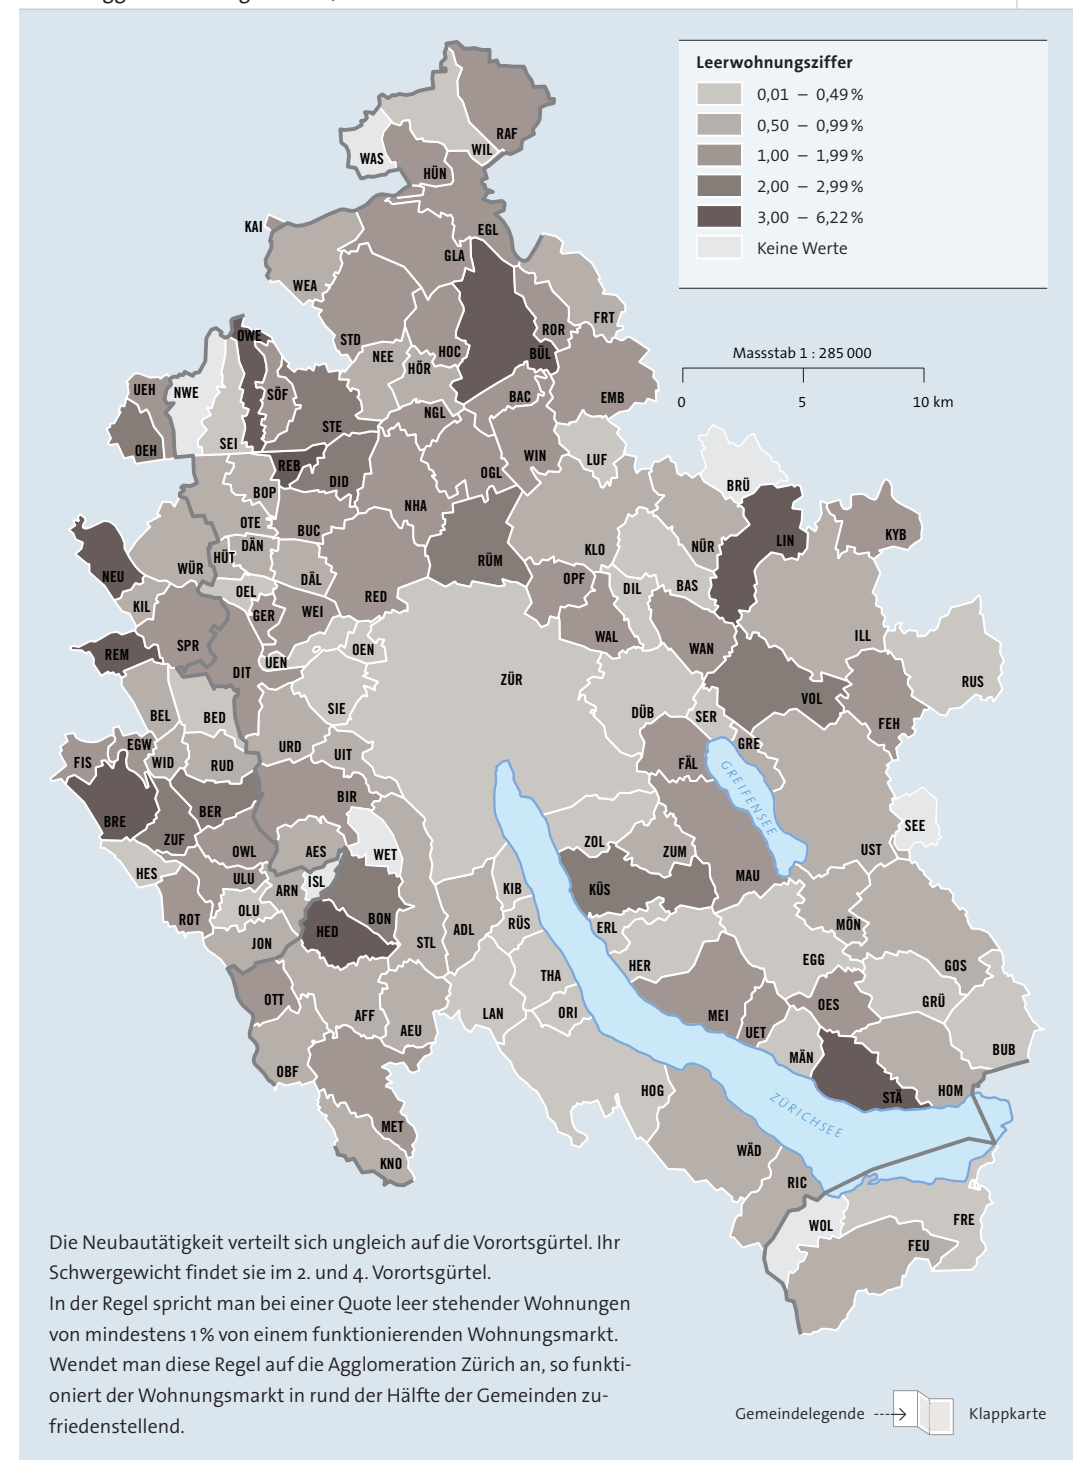 Leerwohnungsziffer
0,01 – 0,49 %
0,50 – 0,99 %
1,00 – 1,99 %
2,00 – 2,99 %
3,00 – 6,22 %
Keine Werte
Massstab 1 : 285 000
0 5 10 km
RAF
WIL
WAS
HÜN
KAI
EGL
GLA
WEA
FRT
ROR
OWE
STD
NEE
HOC
BÜL
HÖR
UEH
NWE
SÖF
BAC
EMB
NGL
STE
SEI
OEH
WIN
LUF
REB
OGL
DID
BRÜ
BOP
NHA
OTE
BUC
KYB
LIN
DÄN
HÜT
KLO
NÜR
RÜM
WÜR
NEU
DÄL
OPF
BAS
DIL
OEL
RED
KIL
GER
WEI
WAL
ILL
SPR
WAN
OEN
REM
UEN
DIT
ZÜR
RUS
VOL
SIE
DÜB
SER
BEL
BED
FEH
EGW
URD
GRE
UIT
FIS
WID
RUD
FÄL
GREIFENSEE
BIR
BER
BRE
SEE
ZUF
ZOL
OWL
AES
WET
ZUM
UST
HES
ULU
ISL
MAU
ARN
KIB
KÜS
OLU
ROT
BON
RÜS
MÖN
ERL
HED
ADL
JON
STL
EGG
HER
GOS
THA
OTT
GRÜ
OES
LAN
ORI
AFF
MEI
AEU
UET
BUB
MÄN
OBF
HOG
HOM
STÄ
ZÜRICHSEE
MET
WÄD
KNO
RIC
FRE
WOL
FEU
Die Neubautätigkeit verteilt sich ungleich auf die Vorortsgürtel. Ihr
Schwergewicht findet sie im 2. und 4. Vorortsgürtel.
In der Regel spricht man bei einer Quote leer stehender Wohnungen
von mindestens 1 % von einem funktionierenden Wohnungsmarkt.
Wendet man diese Regel auf die Agglomeration Zürich an, so funkti-
oniert der Wohnungsmarkt in rund der Hälfte der Gemeinden zu-
friedenstellend.
Gemeindelegende
Klappkarte